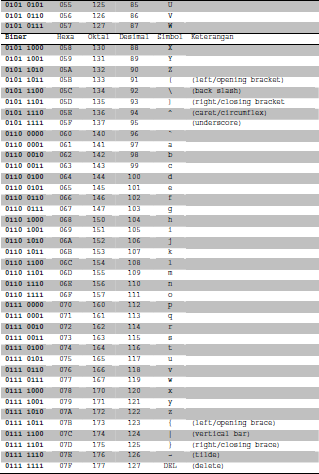 0101 0101 055 125 85 U
0101 0110 056 126 86 V
0101 0111 057 127 87 W
Biner Hexa Oktal Desimal Simbol Keterangan
0101 1000 058 130 88 X
0101 1001 059 131 89 Y
0101 1010 05A 132 90 Z
0101 1011 05B 133 91 [ (left/opening bracket)
0101 1100 05C 134 92 \ (back slash)
0101 1101 05D 135 93 ] (right/closing bracket
0101 1110 05E 136 94 ^ (caret/circumflex)
0101 1111 05F 137 95 (underscore)
0110 0000 060 140 96 `
0110 0001 061 141 97 a
0110 0010 062 142 98 b
0110 0011 063 143 99 c
0110 0100 064 144 100 d
0110 0101 065 145 101 e
0110 0110 066 146 102 f
0110 0111 067 147 103 g
0110 1000 068 150 104 h
0110 1001 069 151 105 i
0110 1010 06A 152 106 j
0110 1011 06B 153 107 k
0110 1100 06C 154 108 l
0110 1101 06D 155 109 m
0110 1110 06E 156 110 n
0110 1111 06F 157 111 o
0111 0000 070 160 112 p
0111 0001 071 161 113 q
0111 0010 072 162 114 r
0111 0011 073 163 115 s
0111 0100 074 164 116 t
0111 0101 075 165 117 u
0111 0110 076 166 118 v
0111 0111 077 167 119 w
0111 1000 078 170 120 x
0111 1001 079 171 121 y
0111 1010 07A 172 122 z
0111 1011 07B 173 123 { (left/opening brace)
0111 1100 07C 174 124 | (vertical bar)
0111 1101 07D 175 125 } (right/closing brace)
0111 1110 07E 176 126 ~ (tilde)
0111 1111 07F 177 127 DEL (delete)